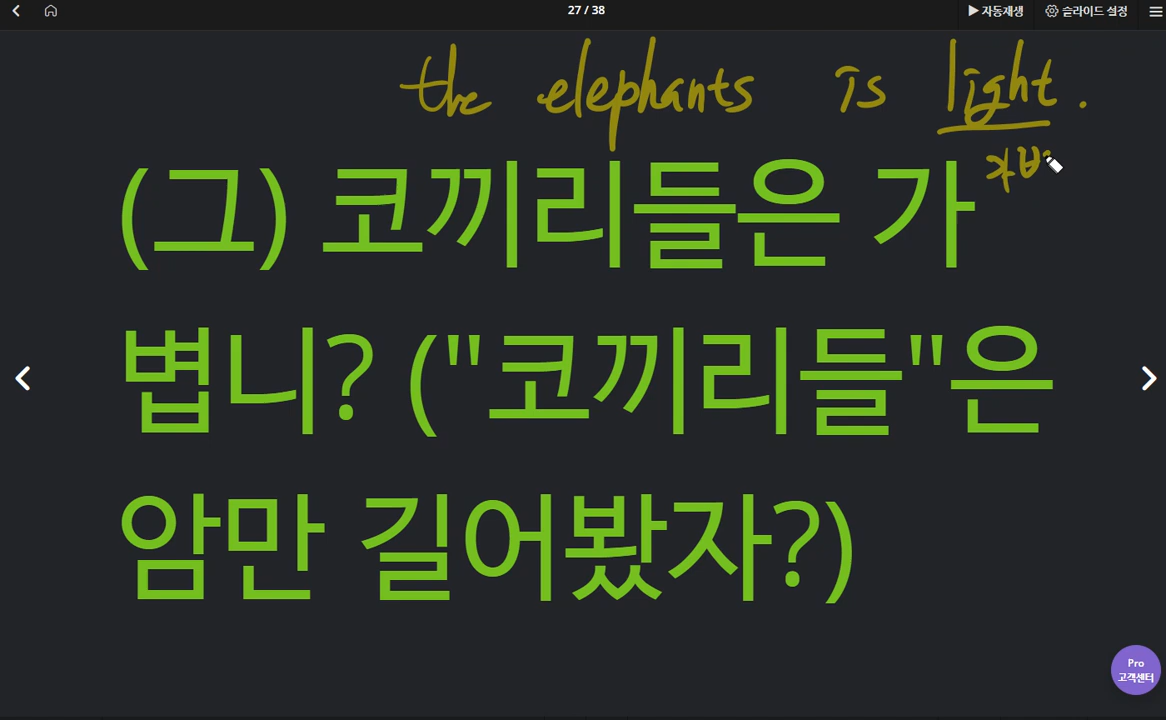 27 / 38
자동재생
슬라이드 설정
the elephants is light.
(그) 코끼리들은 가
볍니? ("코끼리들"은
암만 길어봤자?)
Pro
고객센터